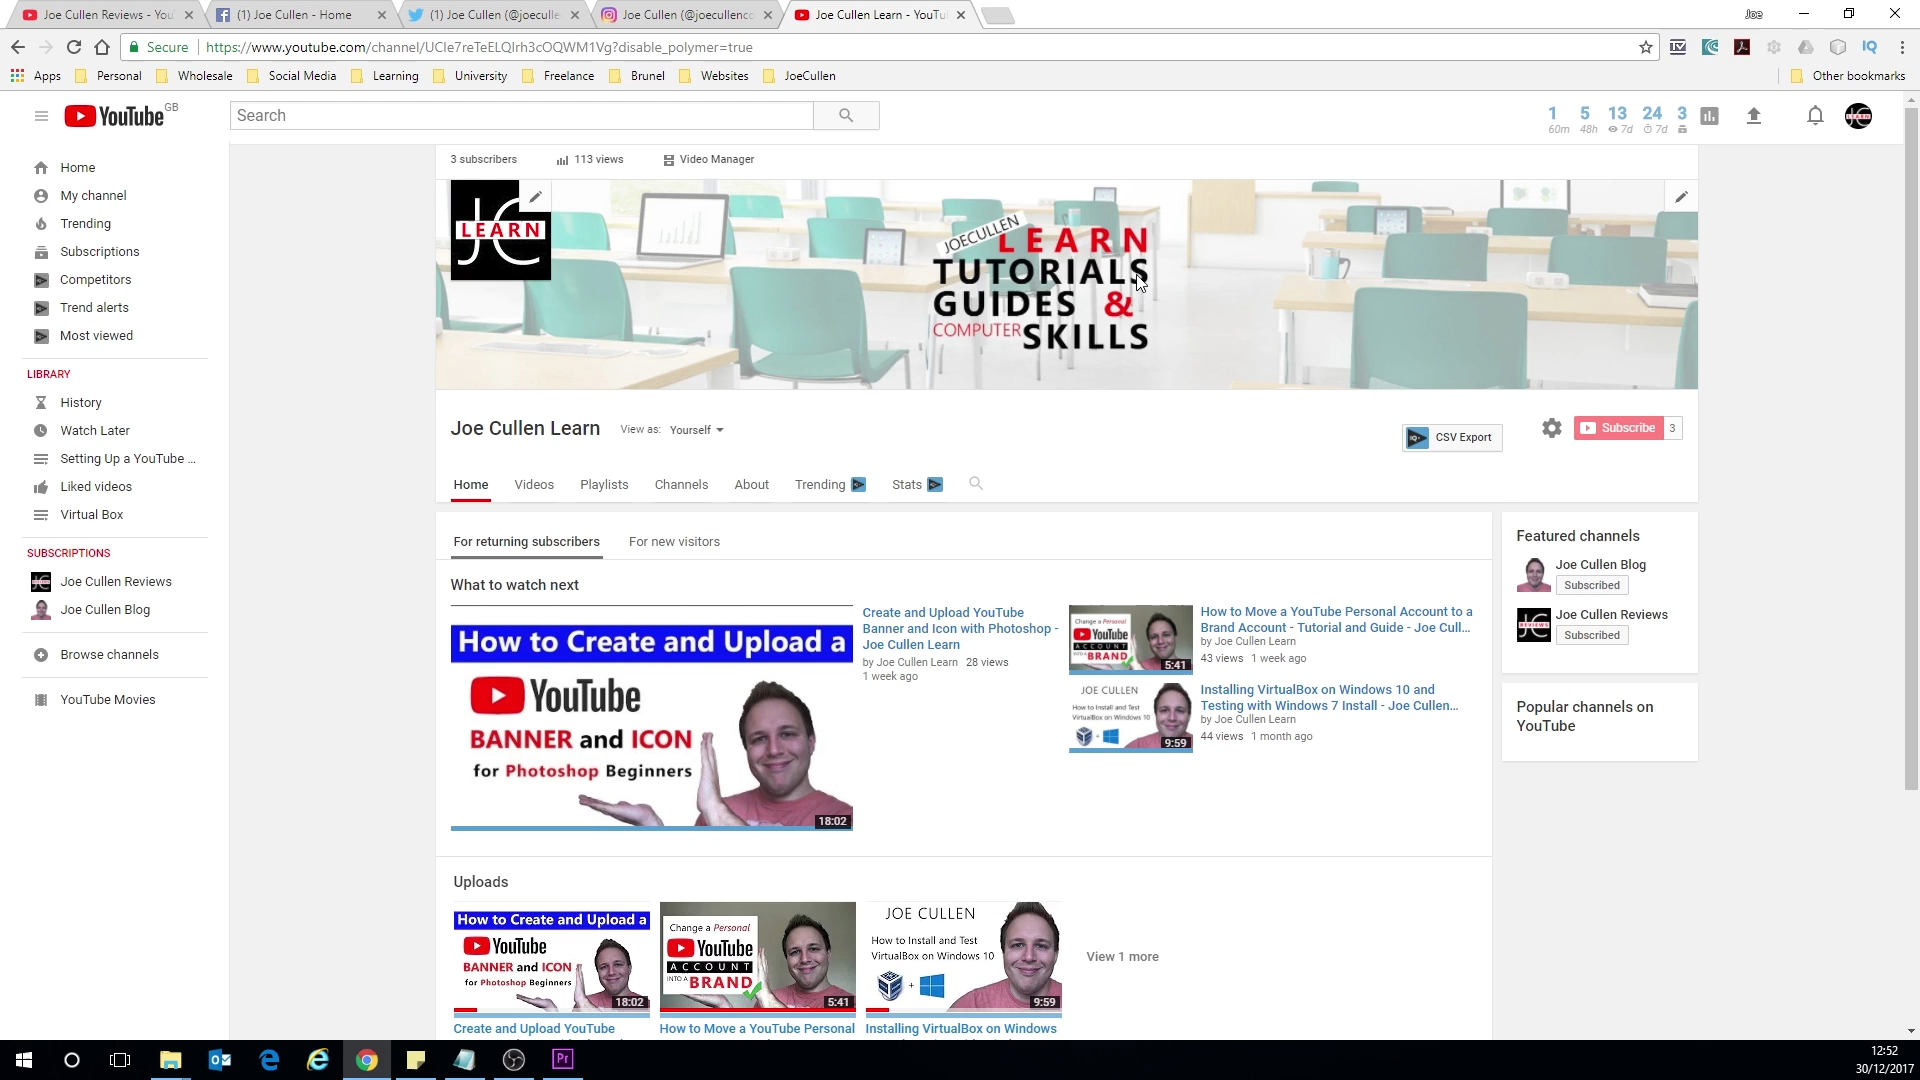 Joe Cullen Reviews - You
(1) Joe Cullen - Home
(1) Joe Cullen (@joeculle
Joe Cullen (@joecullenco
Joe Cullen Learn - YouTu
Joe
Secure
https://www.youtube.com/channel/UCIe7reTeELQIrh3cOQWM1Vg?disable_polymer=true
Apps
Personal
Wholesale
Social Media
Learning
University
Freelance
Brunel
Websites
JoeCullen
Other bookmarks
YouTube GB
Search
1 5 13 24 3
60m 48h 7d 7d
Home
My channel
Trending
Subscriptions
Competitors
Trend alerts
Most viewed
LIBRARY
History
Watch Later
Setting Up a YouTube ...
Liked videos
Virtual Box
SUBSCRIPTIONS
Joe Cullen Reviews
Joe Cullen Blog
Browse channels
YouTube Movies
3 subscribers
113 views
Video Manager
JC
LEARN
JOECULLEN
LEARN
TUTORIALS
GUIDES &
COMPUTER SKILLS
Joe Cullen Learn
View as: Yourself
CSV Export
Subscribe 3
Home
Videos
Playlists
Channels
About
Trending
Stats
For returning subscribers
For new visitors
What to watch next
How to Create and Upload a
YouTube
BANNER and ICON
for Photoshop Beginners
18:02
Create and Upload YouTube
Banner and Icon with Photoshop -
Joe Cullen Learn
by Joe Cullen Learn 28 views
1 week ago
Change a Personal
YouTube
ACCOUNT
INTO A BRAND
5:41
How to Move a YouTube Personal Account to a
Brand Account - Tutorial and Guide - Joe Cull...
by Joe Cullen Learn
43 views 1 week ago
JOE CULLEN
How to Install and Test
VirtualBox on Windows 10
9:59
Installing VirtualBox on Windows 10 and
Testing with Windows 7 Install - Joe Cullen...
by Joe Cullen Learn
44 views 1 month ago
Featured channels
Joe Cullen Blog
Subscribed
Joe Cullen Reviews
Subscribed
Popular channels on
YouTube
Uploads
How to Create and Upload a
YouTube
BANNER and ICON
for Photoshop Beginners
18:02
Create and Upload YouTube
Change a Personal
YouTube
ACCOUNT
INTO A BRAND
5:41
How to Move a YouTube Personal
JOE CULLEN
How to Install and Test
VirtualBox on Windows 10
9:59
Installing VirtualBox on Windows
View 1 more
12:52
30/12/2017